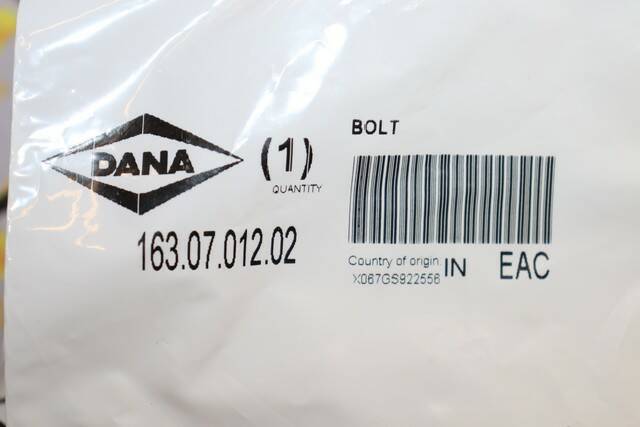 DANA
(1)
QUANTITY
163.07.012.02
BOLT
Country of origin: IN EAC
X067GS922556